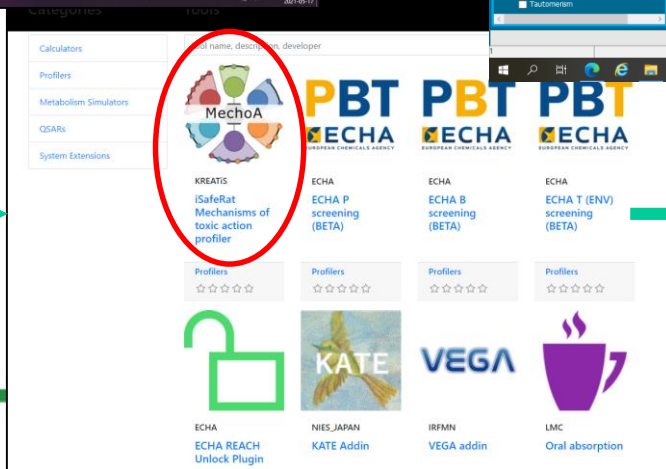 2021-05-17
Tautomerism
Categories
Tools
tool name, description, developer
Calculators
Profilers
Metabolism Simulators
QSARs
System Extensions
MechoA
KREATiS
iSafeRat
Mechanisms of
toxic action
profiler
Profilers
PBT
ECHA
EUROPEAN CHEMICALS AGENCY
ECHA
ECHA P
screening
(BETA)
Profilers
PBT
ECHA
EUROPEAN CHEMICALS AGENCY
ECHA
ECHA B
screening
(BETA)
Profilers
PBT
ECHA
EUROPEAN CHEMICALS AGENCY
ECHA
ECHA T (ENV)
screening
(BETA)
Profilers
ECHA
ECHA REACH
Unlock Plugin
KATE
NIES_JAPAN
KATE Addin
VEGA
IRFMN
VEGA addin
LMC
Oral absorption